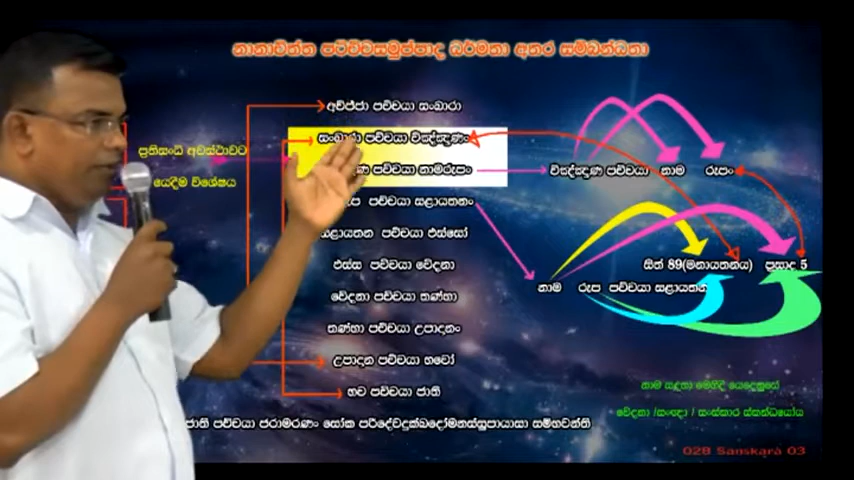 නානාචිත්ත පටිච්චසමුප්පාද ධර්මතා අතර සම්බන්ධතා
අවිජ්ජා පච්චයා සංඛාරා
ප්‍රතිසංධි අවස්ථාවට
යෙදීම විශේෂය
සංඛාරා පච්චයා විඤ්ඤාණං
පච්චයා නාමරූපං
විඤ්ඤාණ පච්චයා නාම රූපං
පච්චයා සළායතනං
සළායතන පච්චයා ඵස්සෝ
ඵස්ස පච්චයා වේදනා
සිත් 89(මනායතනය) ප්‍රසාද 5
නාම රූප පච්චයා සළායතන
වේදනා පච්චයා තණ්හා
තණ්හා පච්චයා උපාදානං
උපාදාන පච්චයා භවෝ
භව පච්චයා ජාති
නාම සළහා මෙහිදී යෙදෙනුසේ
වේදනා /සංඥා / සංස්කාර ස්කන්ධයෝය
ජාති පච්චයා ජරාමරණං සෝක පරිදේවදුක්ඛදෝමනස්සුපායාසා සම්භවන්ති
028 Sanskara 03